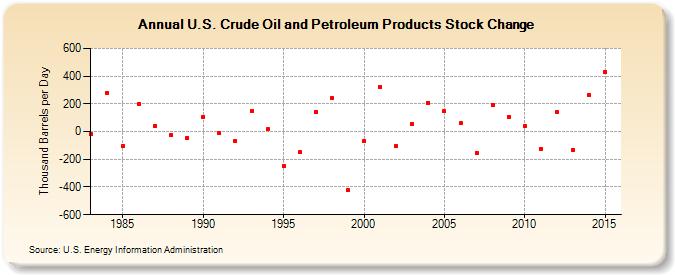 Annual U.S. Crude Oil and Petroleum Products Stock Change
Thousand Barrels per Day
600
400
200
0
-200
-400
-600
1985 1990 1995 2000 2005 2010 2015
Source: U.S. Energy Information Administration